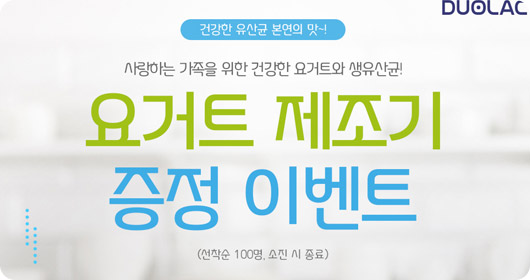 DUOLAC
건강한 유산균 본연의 맛~!
사랑하는 가족을 위한 건강한 요거트와 생유산균!
요거트 제조기
증정 이벤트
(선착순 100명, 소진 시 종료)